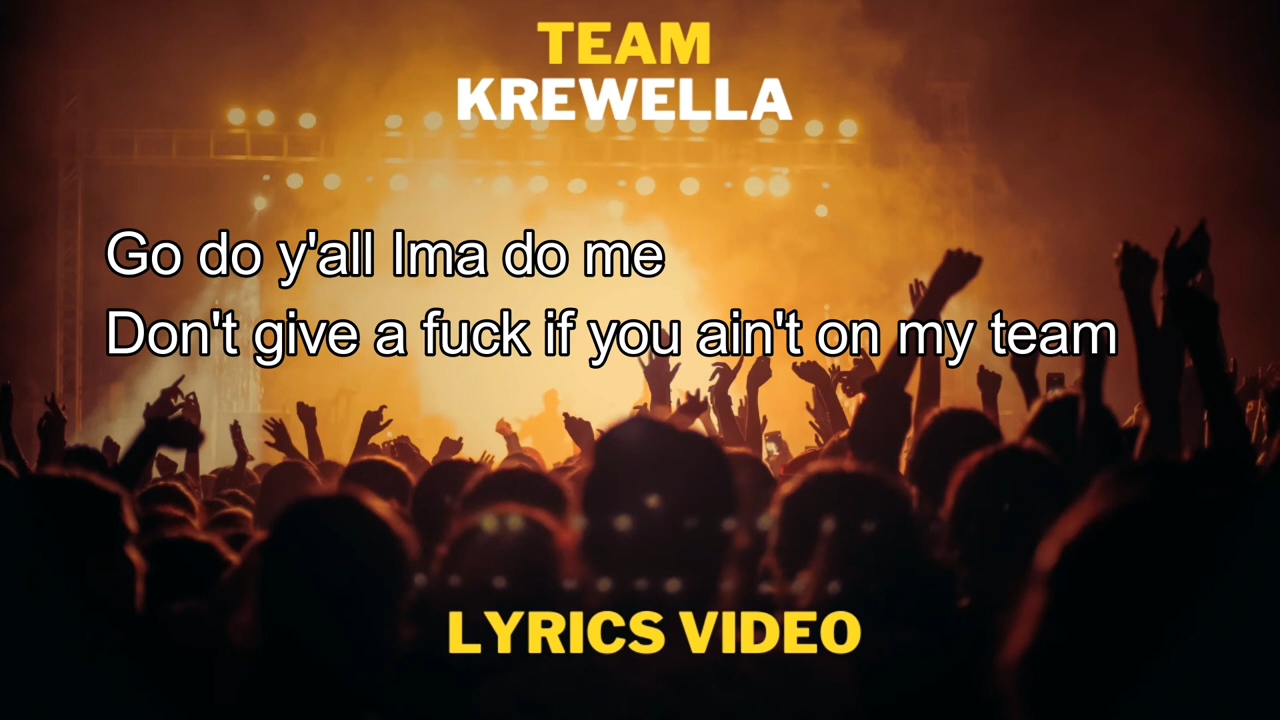 TEAM
KREWELLA
Go do y'all Ima do me
Don't give a fuck if you ain't on my team
LYRICS VIDEO